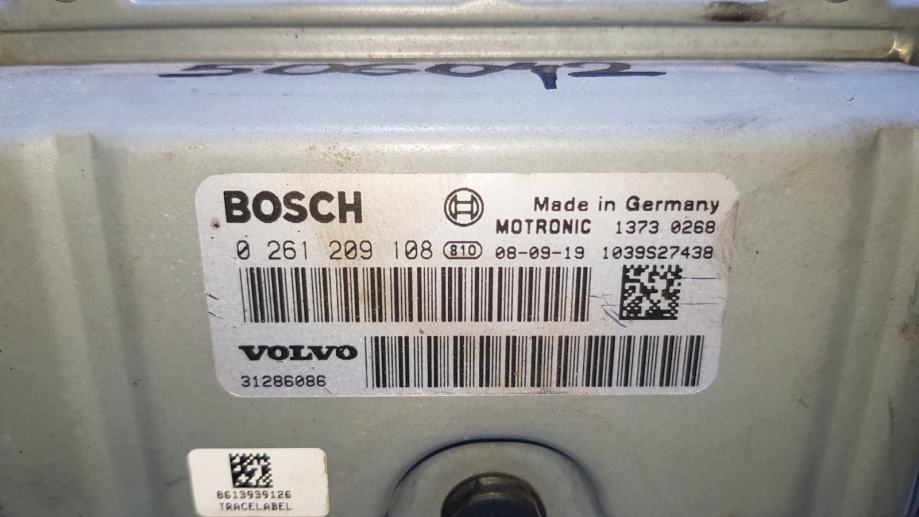 506042
BOSCH
Made in Germany
MOTRONIC 1373 0268
0 261 209 108 810 08-09-19 1039S27438
VOLVO
31286086
8613939126
TRACELABEL